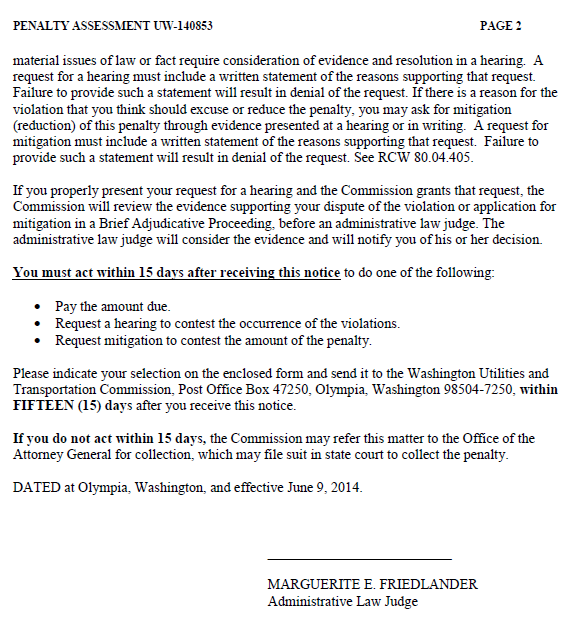 PENALTY ASSESSMENT UW-140853 PAGE 2
material issues of law or fact require consideration of evidence and resolution in a hearing. A
request for a hearing must include a written statement of the reasons supporting that request.
Failure to provide such a statement will result in denial of the request. If there is a reason for the
violation that you think should excuse or reduce the penalty, you may ask for mitigation
(reduction) of this penalty through evidence presented at a hearing or in writing. A request for
mitigation must include a written statement of the reasons supporting that request. Failure to
provide such a statement will result in denial of the request. See RCW 80.04.405.
If you properly present your request for a hearing and the Commission grants that request, the
Commission will review the evidence supporting your dispute of the violation or application for
mitigation in a Brief Adjudicative Proceeding, before an administrative law judge. The
administrative law judge will consider the evidence and will notify you of his or her decision.
You must act within 15 days after receiving this notice to do one of the following:
• Pay the amount due.
• Request a hearing to contest the occurrence of the violations.
• Request mitigation to contest the amount of the penalty.
Please indicate your selection on the enclosed form and send it to the Washington Utilities and
Transportation Commission, Post Office Box 47250, Olympia, Washington 98504-7250, within
FIFTEEN (15) days after you receive this notice.
If you do not act within 15 days, the Commission may refer this matter to the Office of the
Attorney General for collection, which may file suit in state court to collect the penalty.
DATED at Olympia, Washington, and effective June 9, 2014.
MARGUERITE E. FRIEDLANDER
Administrative Law Judge